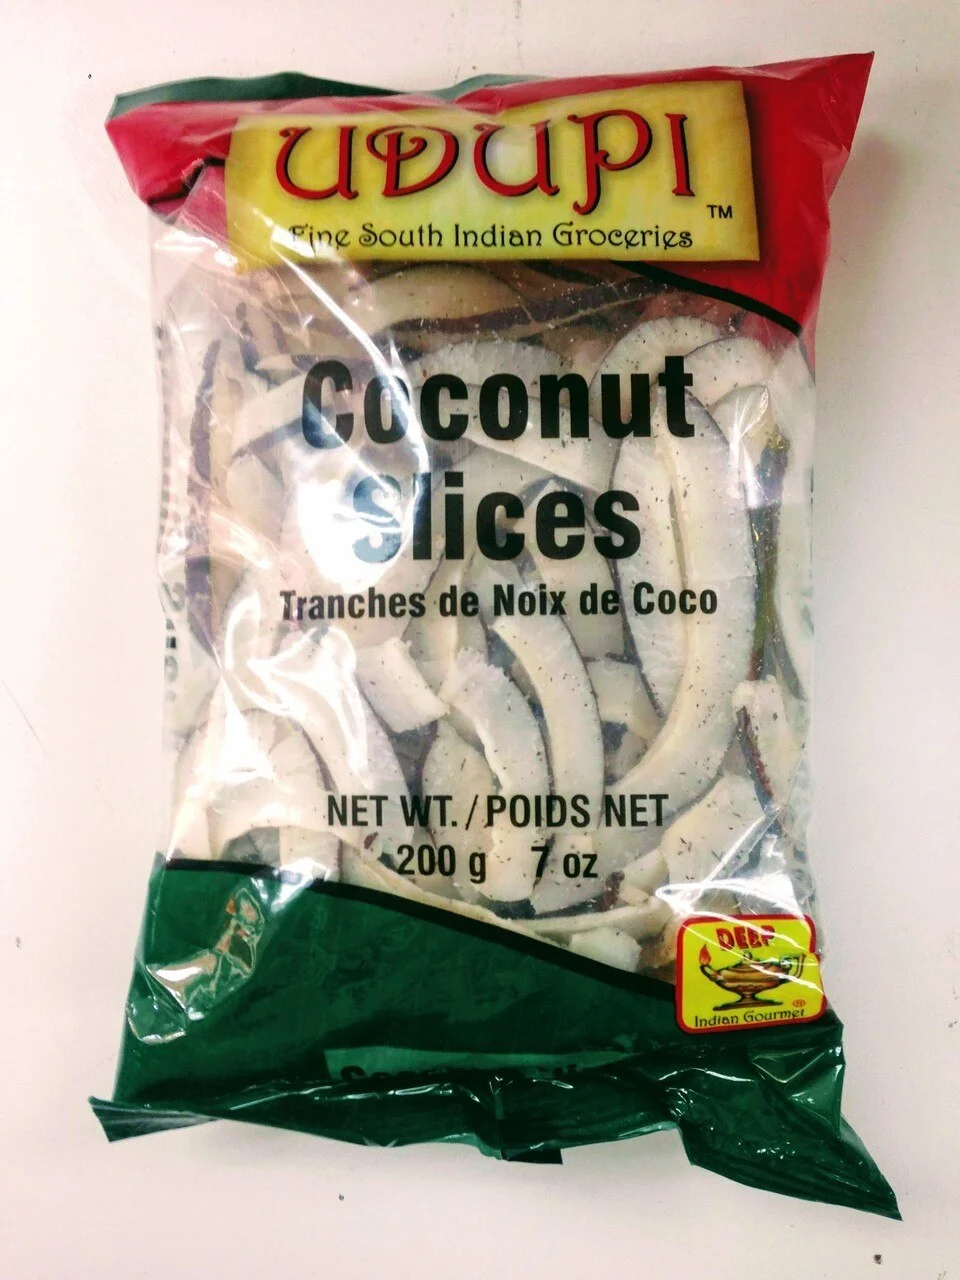 UDUPI
TM
Fine South Indian Groceries
Coconut
Slices
Tranches de Noix de Coco
NET WT. / POIDS NET
200 g 7 oz
DEEP
®
Indian Gourmet